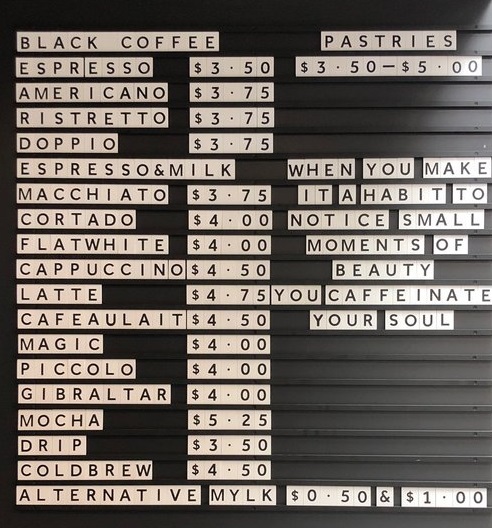 BLACK COFFEE
ESPRESSO $3.50
AMERICANO $3.75
RISTRETTO $3.75
DOPPIO $3.75
ESPRESSO&MILK
MACCHIATO $3.75
CORTADO $4.00
FLATWHITE $4.00
CAPPUCCINO $4.50
LATTE $4.75
CAFEAULAIT $4.50
MAGIC $4.00
PICCOLO $4.00
GIBRALTAR $4.00
MOCHA $5.25
DRIP $3.50
COLDBREW $4.50
ALTERNATIVE MYLK $0.50 & $1.00
PASTRIES
$3.50—$5.00
WHEN YOU MAKE
IT A HABIT TO
NOTICE SMALL
MOMENTS OF
BEAUTY
YOU CAFFEINATE
YOUR SOUL